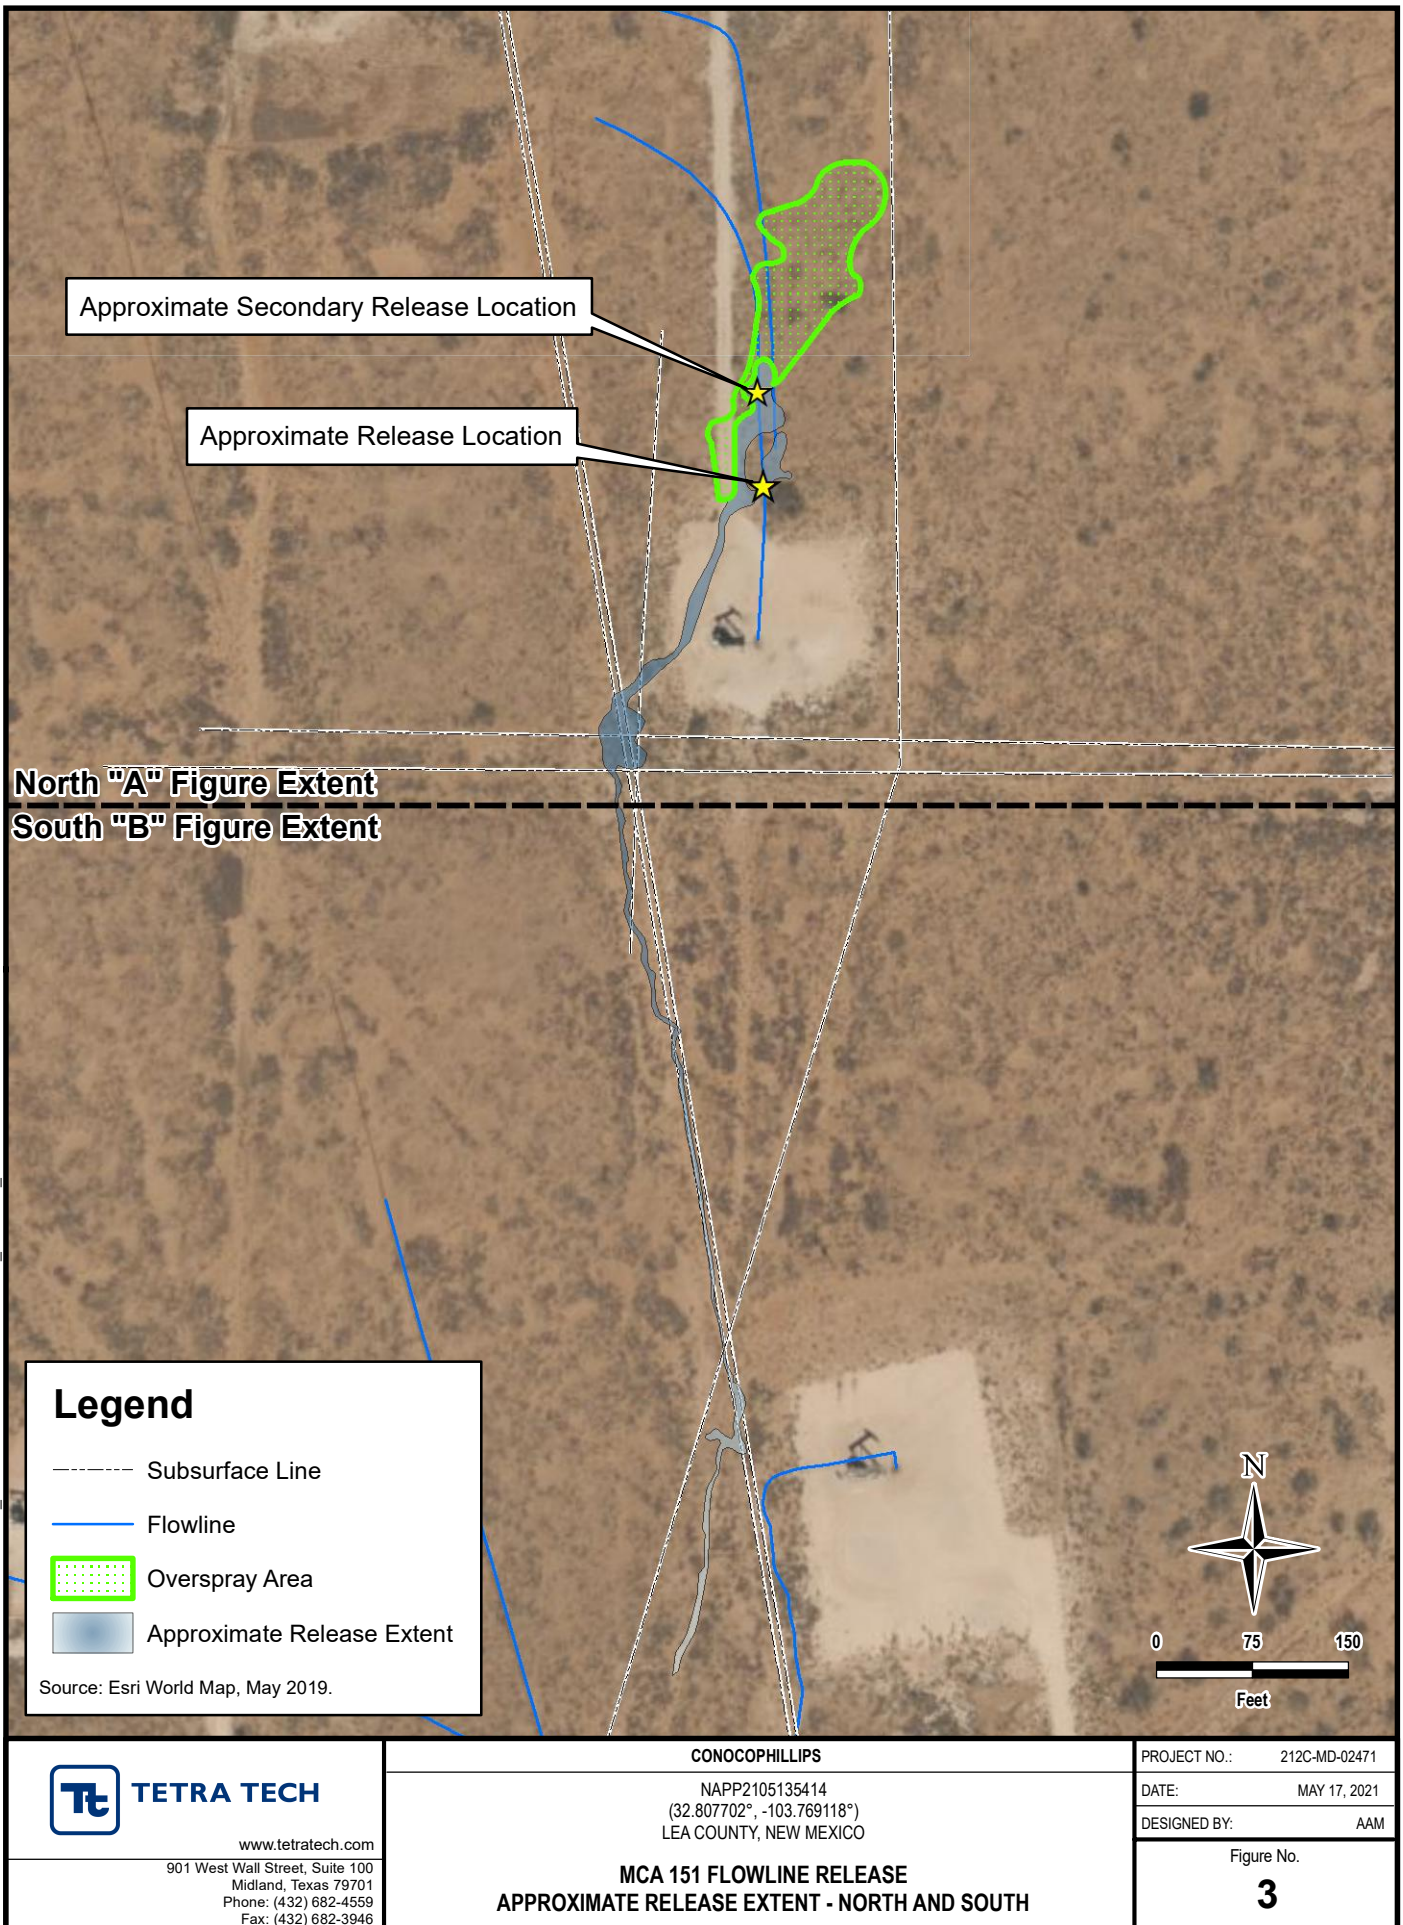 Approximate Secondary Release Location
Approximate Release Location
North "A" Figure Extent
South "B" Figure Extent
Legend
Subsurface Line
Flowline
Overspray Area
Approximate Release Extent
Source: Esri World Map, May 2019.
N
0 75 150
Feet
Tt TETRA TECH
www.tetratech.com
901 West Wall Street, Suite 100
Midland, Texas 79701
Phone: (432) 682-4559
Fax: (432) 682-3946
CONOCOPHILLIPS
NAPP2105135414
(32.807702°, -103.769118°)
LEA COUNTY, NEW MEXICO
MCA 151 FLOWLINE RELEASE
APPROXIMATE RELEASE EXTENT - NORTH AND SOUTH
PROJECT NO.: 212C-MD-02471
DATE: MAY 17, 2021
DESIGNED BY: AAM
Figure No.
3